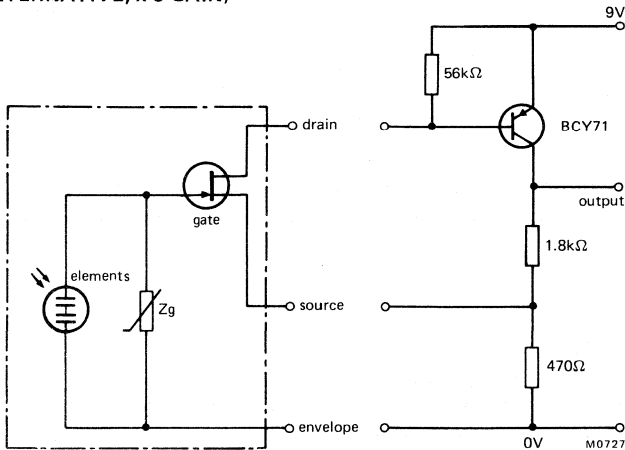 9V
56kΩ
drain
BCY71
output
gate
elements
1.8kΩ
Zg
source
470Ω
envelope
0V
M0727